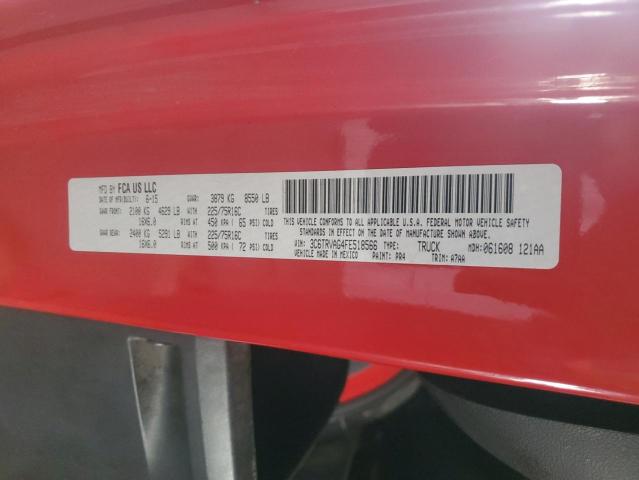 MFD BY FCA US LLC
DATE OF MFR(BUILT): 6-15 GVWR: 3879 KG 8550 LB
GAWR FRONT: 2100 KG 4629 LB WITH 225/75R16C TIRES
16X6.0 RIMS AT 450 KPA ( 65 PSI) COLD
GAWR REAR: 2400 KG 5291 LB WITH 225/75R16C TIRES
16X6.0 RIMS AT 500 KPA ( 72 PSI) COLD
THIS VEHICLE CONFORMS TO ALL APPLICABLE U.S.A. FEDERAL MOTOR VEHICLE SAFETY
STANDARDS IN EFFECT ON THE DATE OF MANUFACTURE SHOWN ABOVE.
VIN: 3C6TRVAG4FE518566 TYPE: TRUCK MDH: 061608 121AA
VEHICLE MADE IN MEXICO PAINT: PR4 TRIM: A7AA